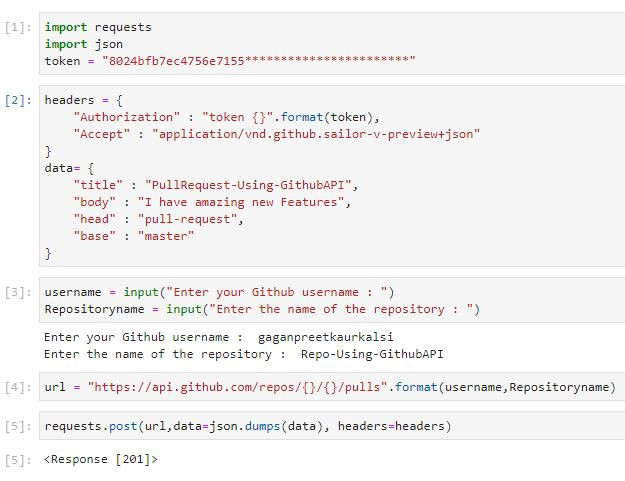 [1]: import requests
import json
token = "8024bfb7ec4756e7155***********************"
[2]: headers = {
"Authorization" : "token {}".format(token),
"Accept" : "application/vnd.github.sailor-v-preview+json"
}
data= {
"title" : "PullRequest-Using-GithubAPI",
"body" : "I have amazing new Features",
"head" : "pull-request",
"base" : "master"
}
[3]: username = input("Enter your Github username : ")
Repositoryname = input("Enter the name of the repository : ")
Enter your Github username :  gaganpreetkaurkalsi
Enter the name of the repository :  Repo-Using-GithubAPI
[4]: url = "https://api.github.com/repos/{}/{}/pulls".format(username,Repositoryname)
[5]: requests.post(url,data=json.dumps(data), headers=headers)
[5]: <Response [201]>